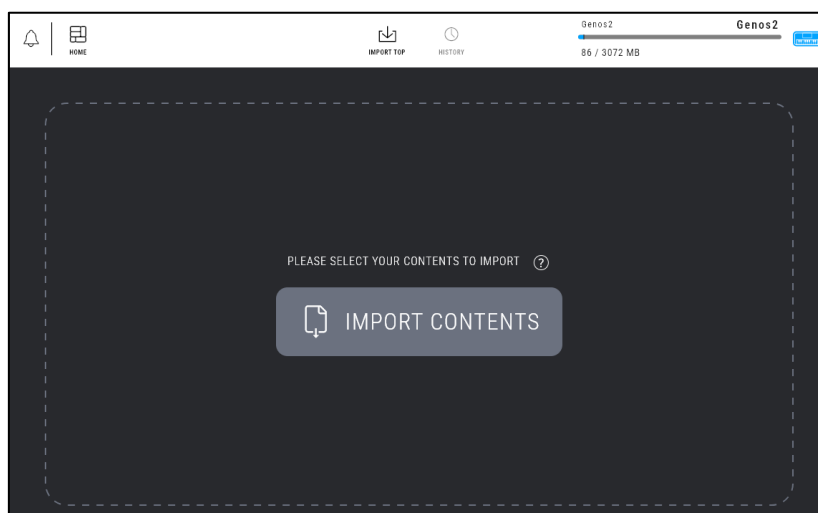 HOME
IMPORT TOP
HISTORY
Genos2
Genos2
86 / 3072 MB
PLEASE SELECT YOUR CONTENTS TO IMPORT ?
IMPORT CONTENTS